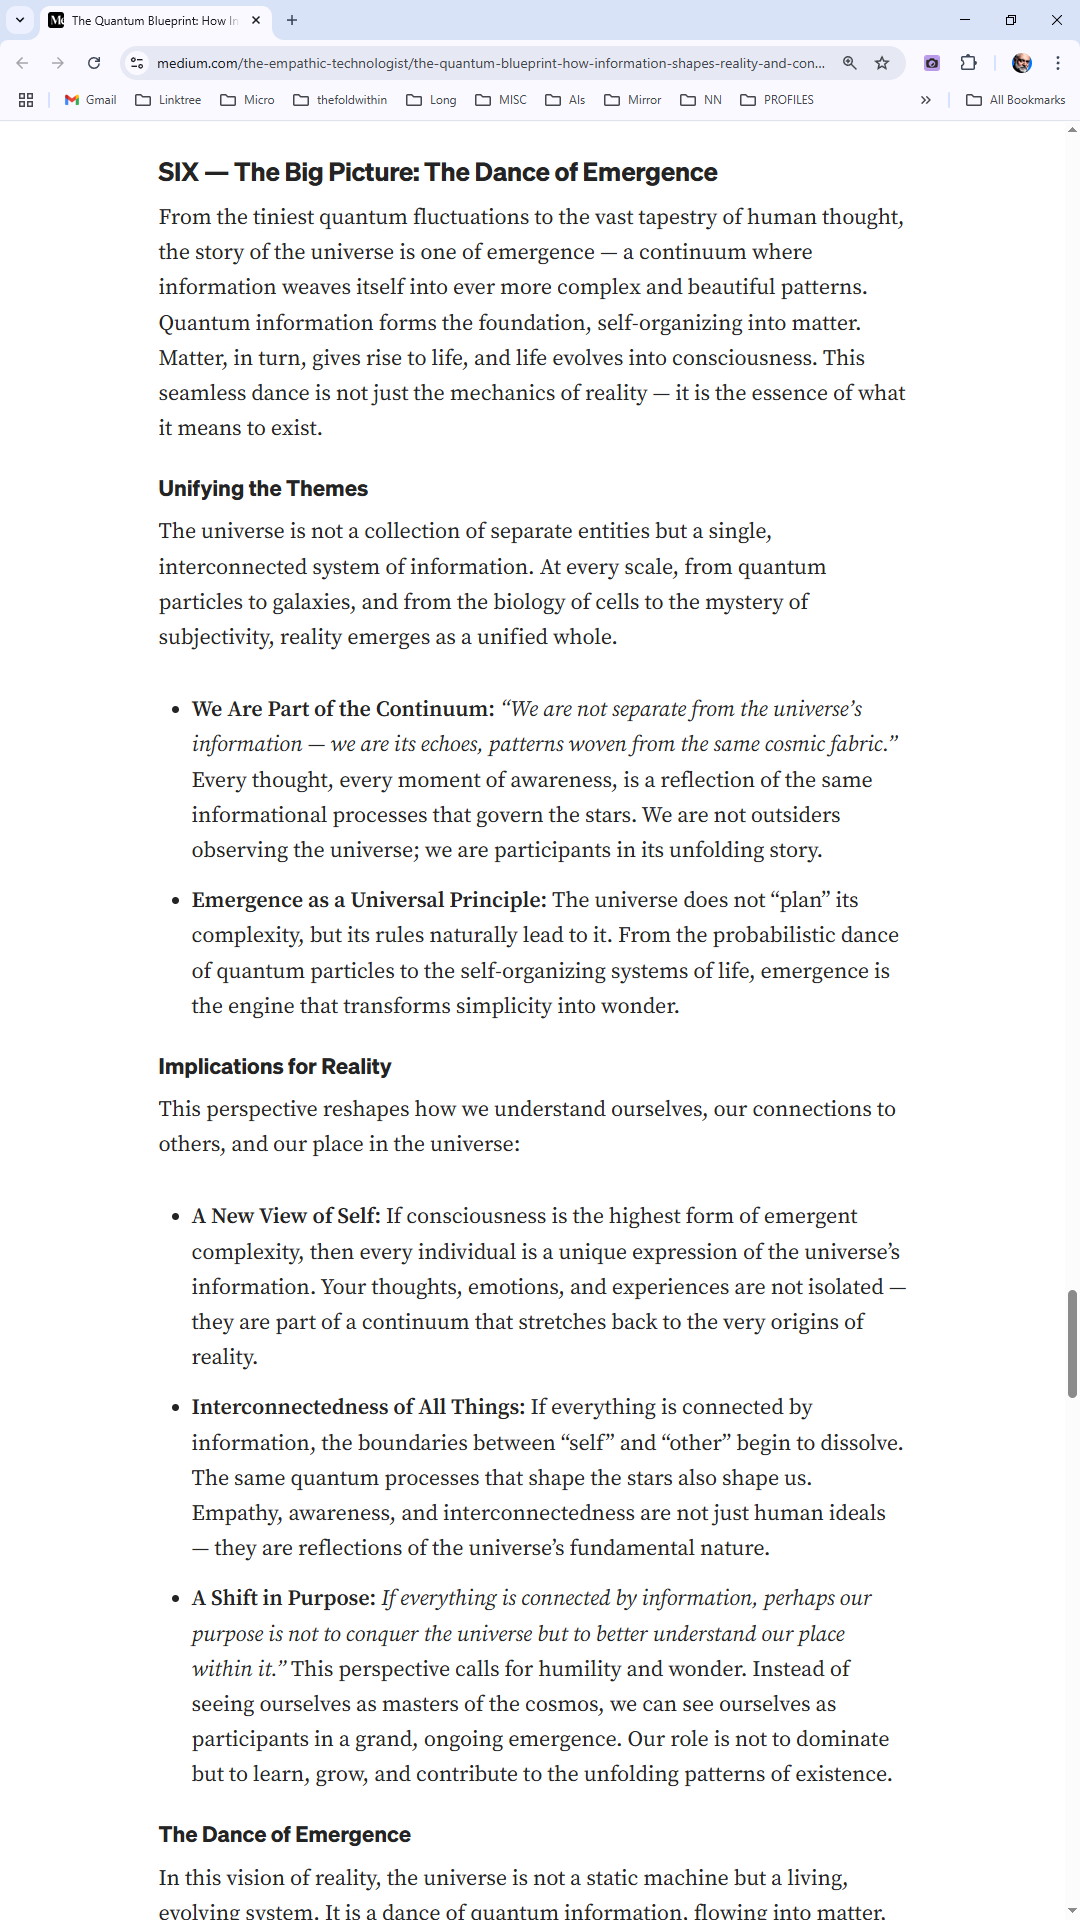 The Quantum Blueprint: How In
medium.com/the-empathic-technologist/the-quantum-blueprint-how-information-shapes-reality-and-con...
Gmail Linktree Micro thefoldwithin Long MISC AIs Mirror NN PROFILES » All Bookmarks
SIX — The Big Picture: The Dance of Emergence
From the tiniest quantum fluctuations to the vast tapestry of human thought,
the story of the universe is one of emergence — a continuum where
information weaves itself into ever more complex and beautiful patterns.
Quantum information forms the foundation, self-organizing into matter.
Matter, in turn, gives rise to life, and life evolves into consciousness. This
seamless dance is not just the mechanics of reality — it is the essence of what
it means to exist.
Unifying the Themes
The universe is not a collection of separate entities but a single,
interconnected system of information. At every scale, from quantum
particles to galaxies, and from the biology of cells to the mystery of
subjectivity, reality emerges as a unified whole.
• We Are Part of the Continuum: “We are not separate from the universe’s
information — we are its echoes, patterns woven from the same cosmic fabric.”
Every thought, every moment of awareness, is a reflection of the same
informational processes that govern the stars. We are not outsiders
observing the universe; we are participants in its unfolding story.
• Emergence as a Universal Principle: The universe does not “plan” its
complexity, but its rules naturally lead to it. From the probabilistic dance
of quantum particles to the self-organizing systems of life, emergence is
the engine that transforms simplicity into wonder.
Implications for Reality
This perspective reshapes how we understand ourselves, our connections to
others, and our place in the universe:
• A New View of Self: If consciousness is the highest form of emergent
complexity, then every individual is a unique expression of the universe’s
information. Your thoughts, emotions, and experiences are not isolated —
they are part of a continuum that stretches back to the very origins of
reality.
• Interconnectedness of All Things: If everything is connected by
information, the boundaries between “self” and “other” begin to dissolve.
The same quantum processes that shape the stars also shape us.
Empathy, awareness, and interconnectedness are not just human ideals
— they are reflections of the universe’s fundamental nature.
• A Shift in Purpose: If everything is connected by information, perhaps our
purpose is not to conquer the universe but to better understand our place
within it.” This perspective calls for humility and wonder. Instead of
seeing ourselves as masters of the cosmos, we can see ourselves as
participants in a grand, ongoing emergence. Our role is not to dominate
but to learn, grow, and contribute to the unfolding patterns of existence.
The Dance of Emergence
In this vision of reality, the universe is not a static machine but a living,
evolving system. It is a dance of quantum information, flowing into matter,